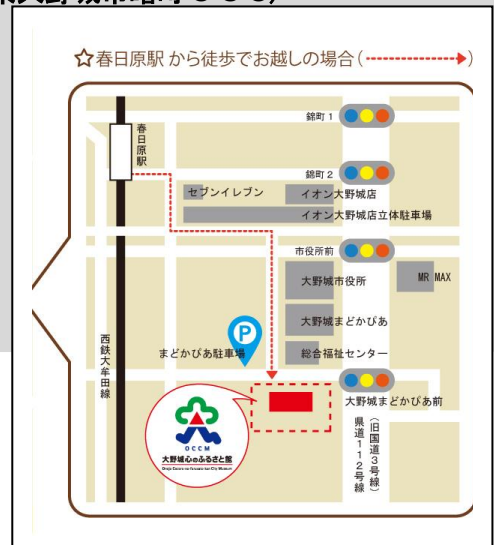 ☆春日原駅 から徒歩でお越しの場合(
)
錦町 1
春日原駅
錦町 2
セブンイレブン
イオン大野城店
イオン大野城店立体駐車場
市役所前
大野城市役所
MR MAX
大野城まどかぴあ
P
まどかぴあ駐車場
総合福祉センター
西鉄大牟田線
大野城まどかぴあ前
OCCM
大野城心のふるさと館
(旧国道3号線)
県道112号線